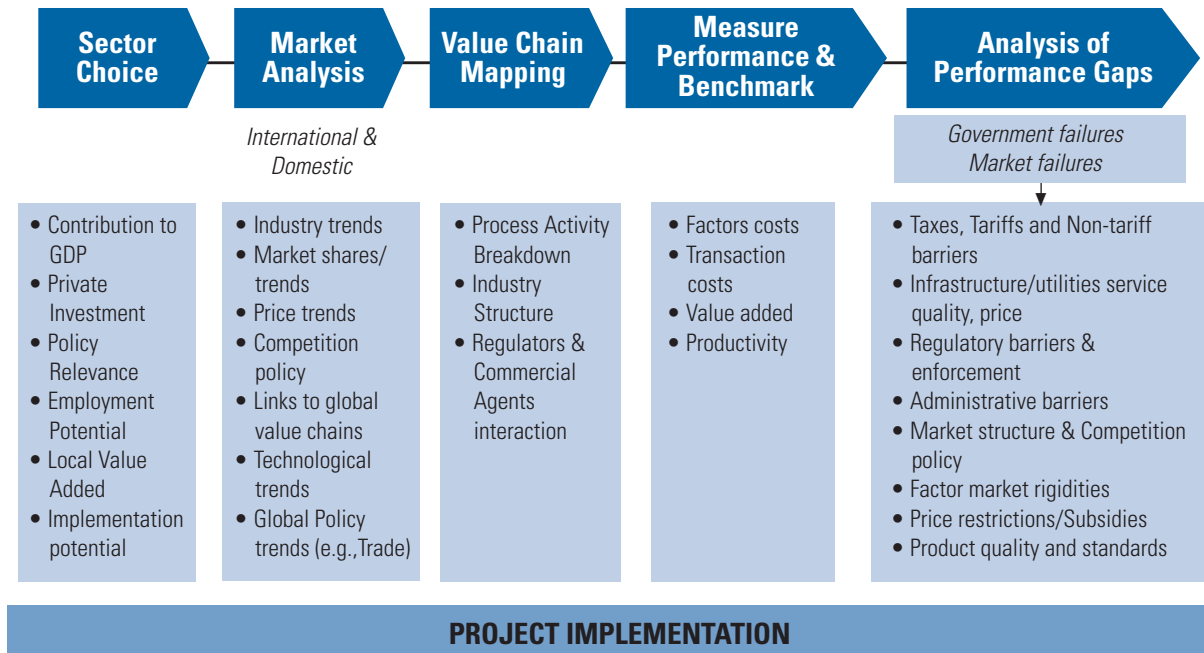 Sector
Choice
Market
Analysis
Value Chain
Mapping
Measure
Performance &
Benchmark
Analysis of
Performance Gaps
International &
Domestic
Government failures
Market failures
• Contribution to
GDP
• Private
Investment
• Policy
Relevance
• Employment
Potential
• Local Value
Added
• Implementation
potential
• Industry trends
• Market shares/
trends
• Price trends
• Competition
policy
• Links to global
value chains
• Technological
trends
• Global Policy
trends (e.g.,Trade)
• Process Activity
Breakdown
• Industry
Structure
• Regulators &
Commercial
Agents
interaction
• Factors costs
• Transaction
costs
• Value added
• Productivity
• Taxes, Tariffs and Non-tariff
barriers
• Infrastructure/utilities service
quality, price
• Regulatory barriers &
enforcement
• Administrative barriers
• Market structure & Competition
policy
• Factor market rigidities
• Price restrictions/Subsidies
• Product quality and standards
PROJECT IMPLEMENTATION